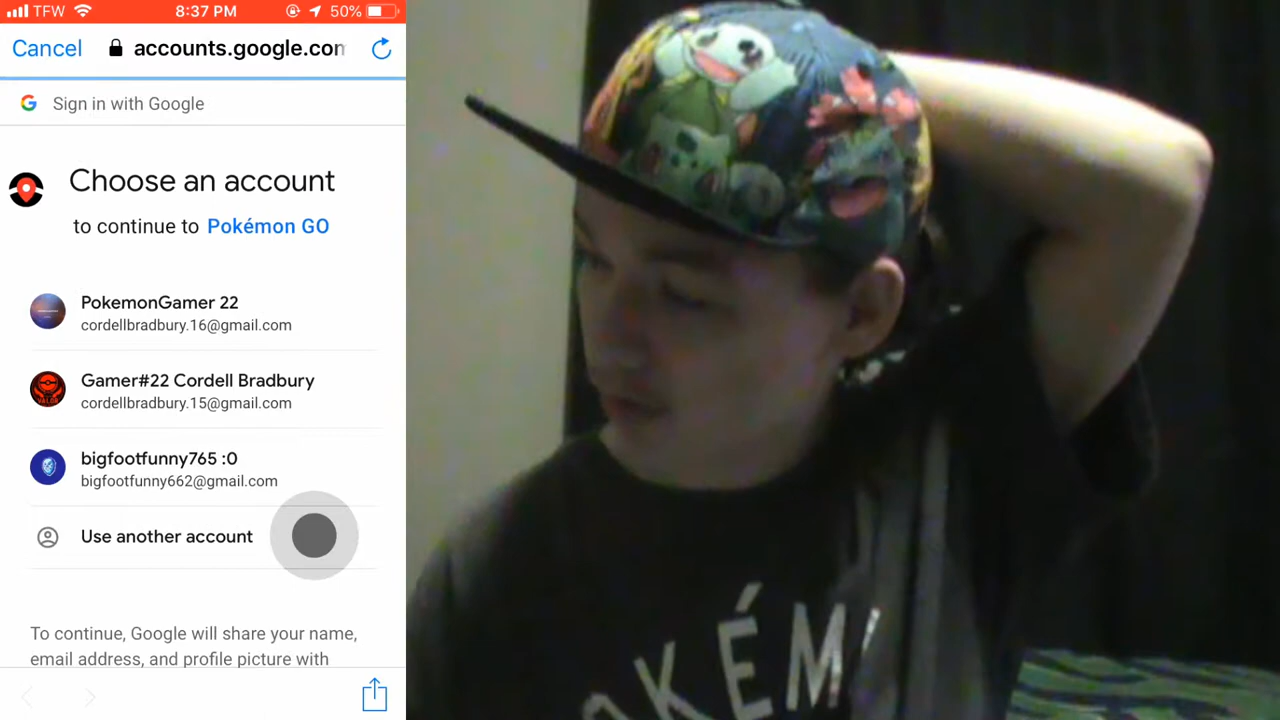 TFW 8:37 PM 50%
Cancel accounts.google.com
Sign in with Google
Choose an account
to continue to Pokémon GO
PokemonGamer 22
cordellbradbury.16@gmail.com
Gamer#22 Cordell Bradbury
cordellbradbury.15@gmail.com
bigfootfunny765 :0
bigfootfunny662@gmail.com
Use another account
To continue, Google will share your name,
email address, and profile picture with
OKÉM